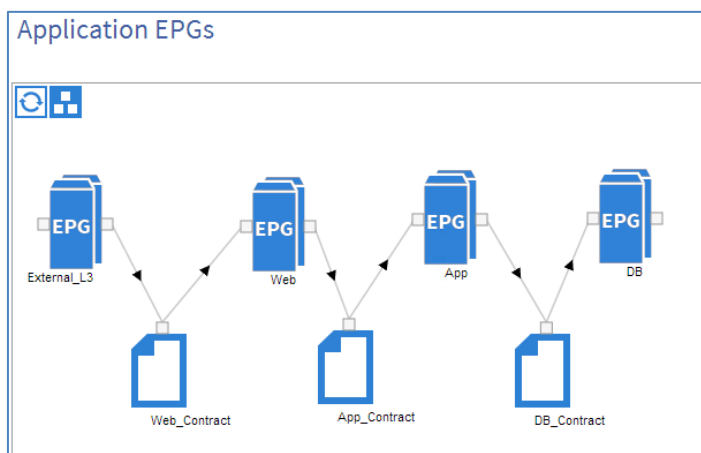 Application EPGs
EPG
EPG
EPG
EPG
External_L3
Web
App
DB
Web_Contract
App_Contract
DB_Contract